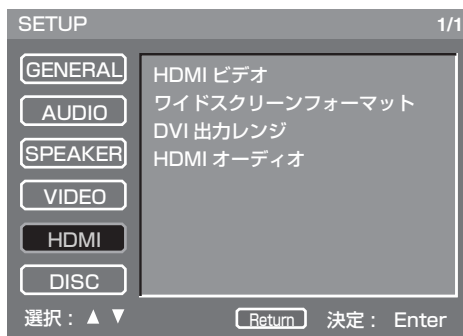 SETUP 1/1
GENERAL
AUDIO
SPEAKER
VIDEO
HDMI
DISC
HDMI ビデオ
ワイドスクリーンフォーマット
DVI 出力レンジ
HDMI オーディオ
選択： ▲ ▼ Return 決定： Enter